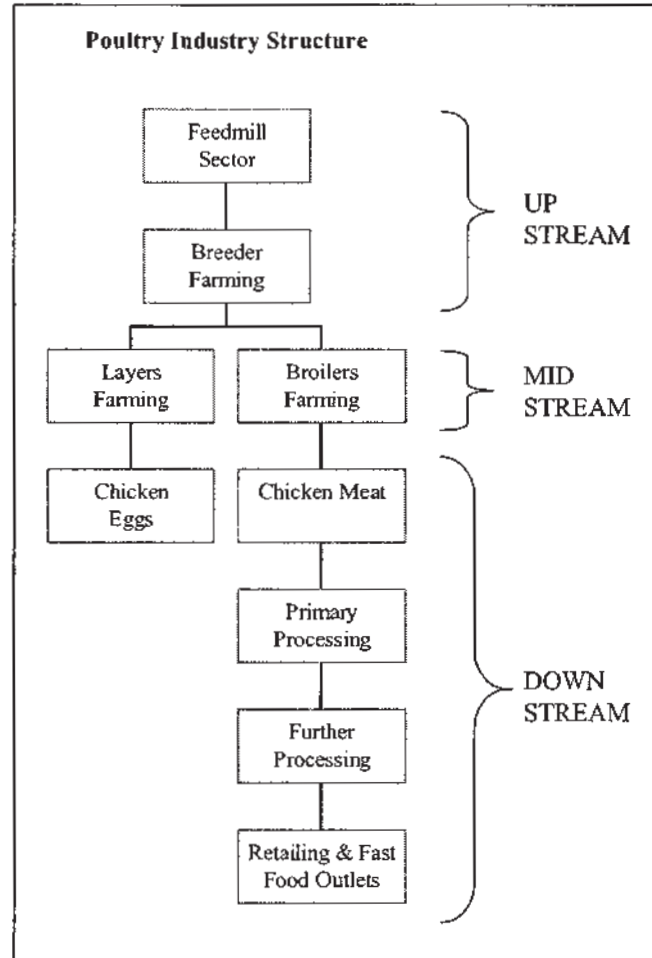 Poultry Industry Structure
Feedmill
Sector
UP
STREAM
Breeder
Farming
Layers
Farming
Broilers
Farming
MID
STREAM
Chicken
Eggs
Chicken Meat
Primary
Processing
DOWN
STREAM
Further
Processing
Retailing & Fast
Food Outlets